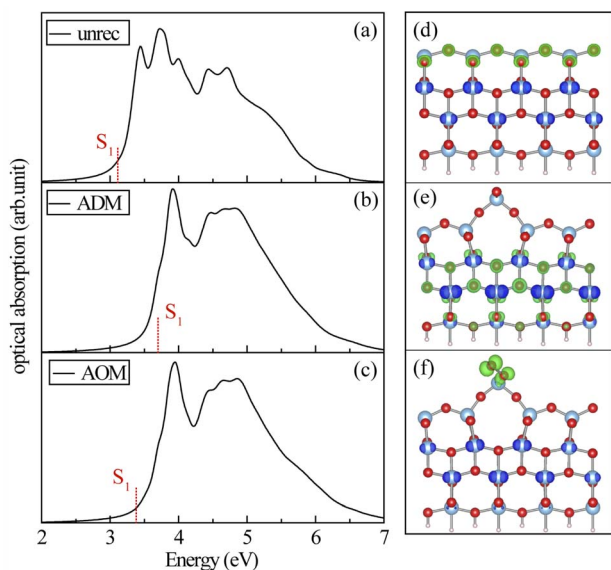 unrec
(a)
S1
ADM
(b)
S1
AOM
(c)
S1
optical absorption (arb.unit)
2 3 4 5 6 7
Energy (eV)
(d)
(e)
(f)